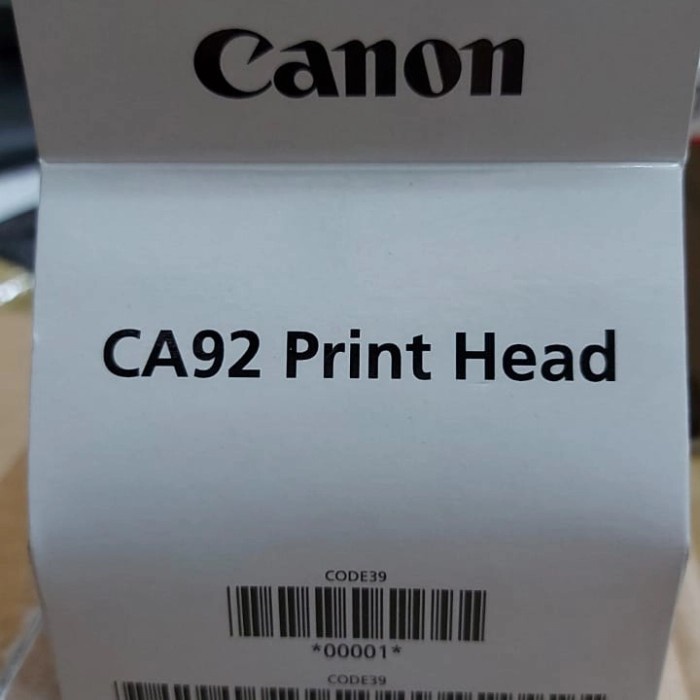 Canon
CA92 Print Head
CODE39
*00001*
CODE39